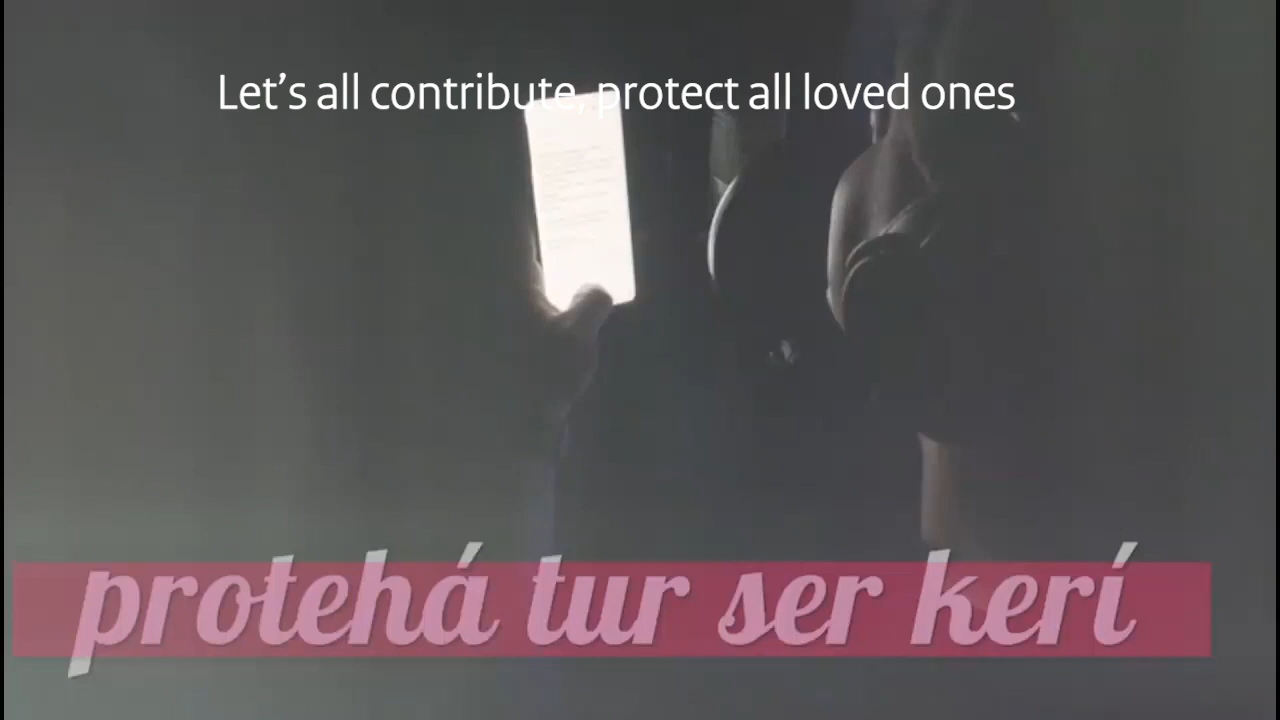 Let's all contribute, protect all loved ones
protehá tur ser kerí